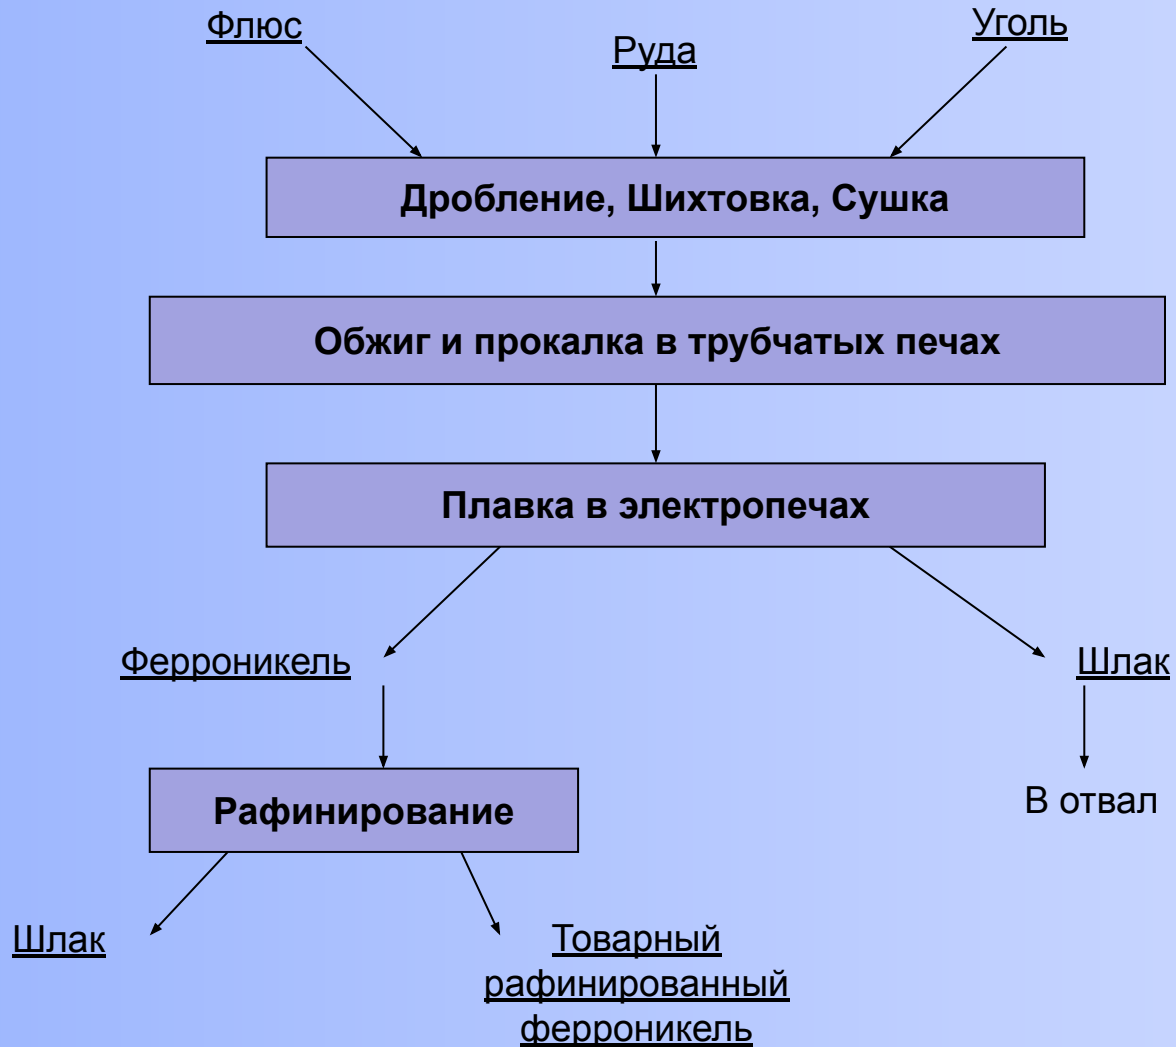 Флюс
Руда
Уголь
Дробление, Шихтовка, Сушка
Обжиг и прокалка в трубчатых печах
Плавка в электропечах
Ферроникель
Шлак
Рафинирование
В отвал
Шлак
Товарный
рафинированный
ферроникель